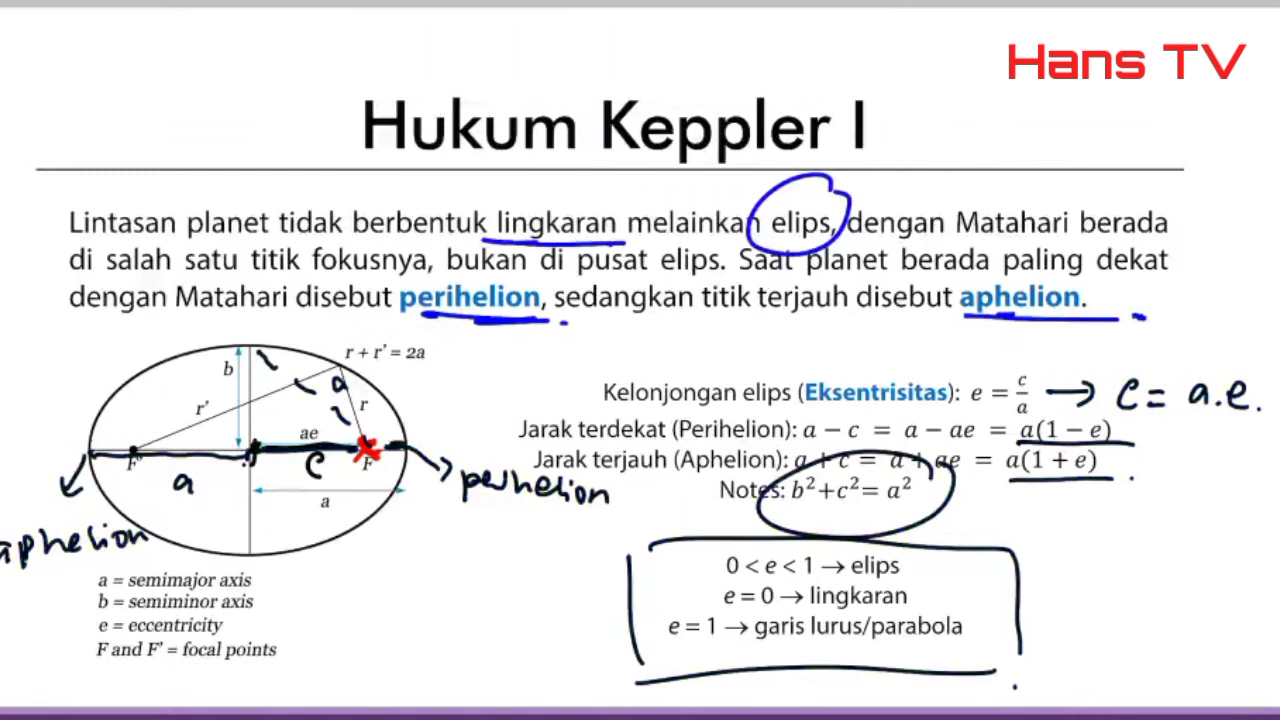 Hans TV
Hukum Keppler I
Lintasan planet tidak berbentuk lingkaran melainkan elips, dengan Matahari berada
di salah satu titik fokusnya, bukan di pusat elips. Saat planet berada paling dekat
dengan Matahari disebut perihelion, sedangkan titik terjauh disebut aphelion.
r + r' = 2a
b
a
r'
r
ae
F'
F
a
c
a
perihelion
aphelion
a = semimajor axis
b = semiminor axis
e = eccentricity
F and F' = focal points
Kelonjongan elips (Eksentrisitas): e = c/a → c = a.e.
Jarak terdekat (Perihelion): a − c = a − ae = a(1 − e)
Jarak terjauh (Aphelion): a + c = a + ae = a(1 + e)
Notes: b²+c²= a²
0 < e < 1 → elips
e = 0 → lingkaran
e = 1 → garis lurus/parabola